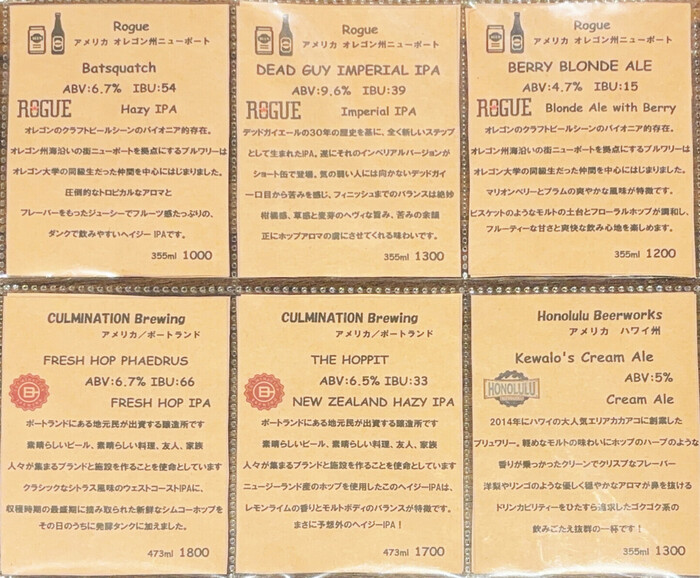 Rogue
アメリカ オレゴン州ニューポート
Batsquatch
ABV:6.7% IBU:54
ROGUE
Hazy IPA
オレゴンのクラフトビールシーンのパイオニア的存在。
オレゴン州海沿いの街ニューポートを拠点にするブルワリーは
オレゴン大学の同級生だった仲間を中心にはじまりました。
圧倒的なトロピカルなアロマと
フレーバーをもったジューシーでフルーツ感たっぷりの、
ダンクで飲みやすいヘイジー IPAです。
355ml 1000
Rogue
アメリカ オレゴン州ニューポート
DEAD GUY IMPERIAL IPA
ABV:9.6% IBU:39
ROGUE
Imperial IPA
デッドガイエールの30年の歴史を基に、全く新しいステップ
として生まれたIPA。遂にそのインペリアルバージョンが
ショート缶で登場。気の弱い人には向かないデッドガイ
一口目から苦みを感じ、フィニッシュまでのバランスは絶妙
柑橘感、草感と麦芽のヘヴィな旨み、苦みの余韻
正にホップアロマの虜にさせてくれる味わいです。
355ml 1300
Rogue
アメリカ オレゴン州ニューポート
BERRY BLONDE ALE
ABV:4.7% IBU:15
ROGUE
Blonde Ale with Berry
オレゴンのクラフトビールシーンのパイオニア的存在。
オレゴン州海沿いの街ニューポートを拠点にするブルワリーは
オレゴン大学の同級生だった仲間を中心にはじまりました。
マリオンベリーとプラムの爽やかな風味が特徴です。
ビスケットのようなモルトの土台とフローラルホップが調和し、
フルーティーな甘さと爽快な飲み心地を楽しめます。
355ml 1200
CULMINATION Brewing
アメリカ/ポートランド
FRESH HOP PHAEDRUS
ABV:6.7% IBU:66
FRESH HOP IPA
ポートランドにある地元民が出資する醸造所です
素晴らしいビール、素晴らしい料理、友人、家族
人々が集まるブランドと施設を作ることを使命としています
クラシックなシトラス風味のウェストコーストIPAに、
収穫時期の最盛期に摘み取られた新鮮なシムコーホップを
その日のうちに発酵タンクに加えました。
473ml 1800
CULMINATION Brewing
アメリカ/ポートランド
THE HOPPIT
ABV:6.5% IBU:33
NEW ZEALAND HAZY IPA
ポートランドにある地元民が出資する醸造所です
素晴らしいビール、素晴らしい料理、友人、家族
人々が集まるブランドと施設を作ることを使命としています
ニュージーランド産のホップを使用したこのヘイジーIPAは、
レモンライムの香りとモルトボディのバランスが特徴です。
まさに予想外のヘイジーIPA!
473ml 1700
Honolulu Beerworks
アメリカ ハワイ州
Kewalo's Cream Ale
ABV:5%
HONOLULU
Cream Ale
2014年にハワイの大人気エリアカカアコに創業した
ブリュワリー。軽めなモルトの味わいにホップのハーブのような
香りが乗っかったクリーンでクリスプなフレーバー
洋梨やリンゴのような優しく穏やかなアロマが鼻を抜ける
ドリンカビリティーをひたすら追求したゴクゴク系の
飲みごたえ抜群の一杯です!
355ml 1300